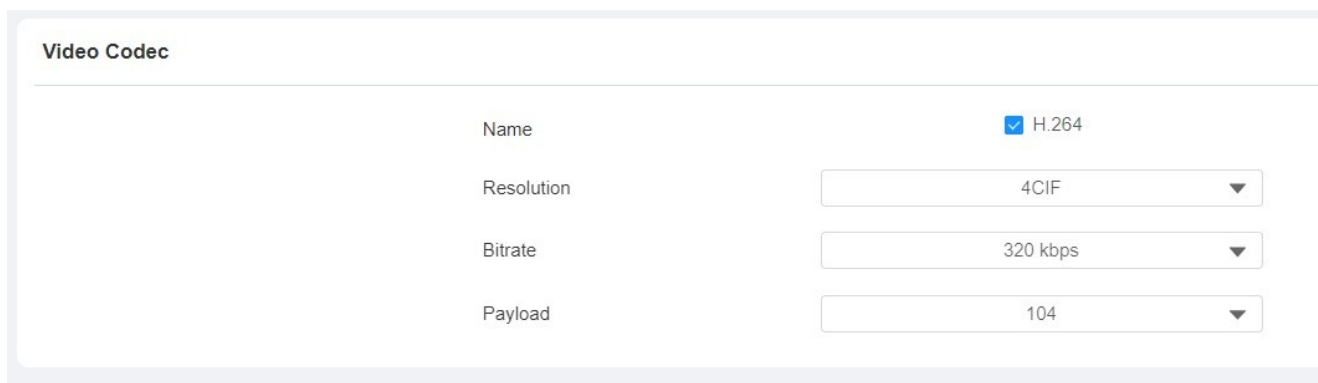 Video Codec
Name H.264
Resolution 4CIF
Bitrate 320 kbps
Payload 104